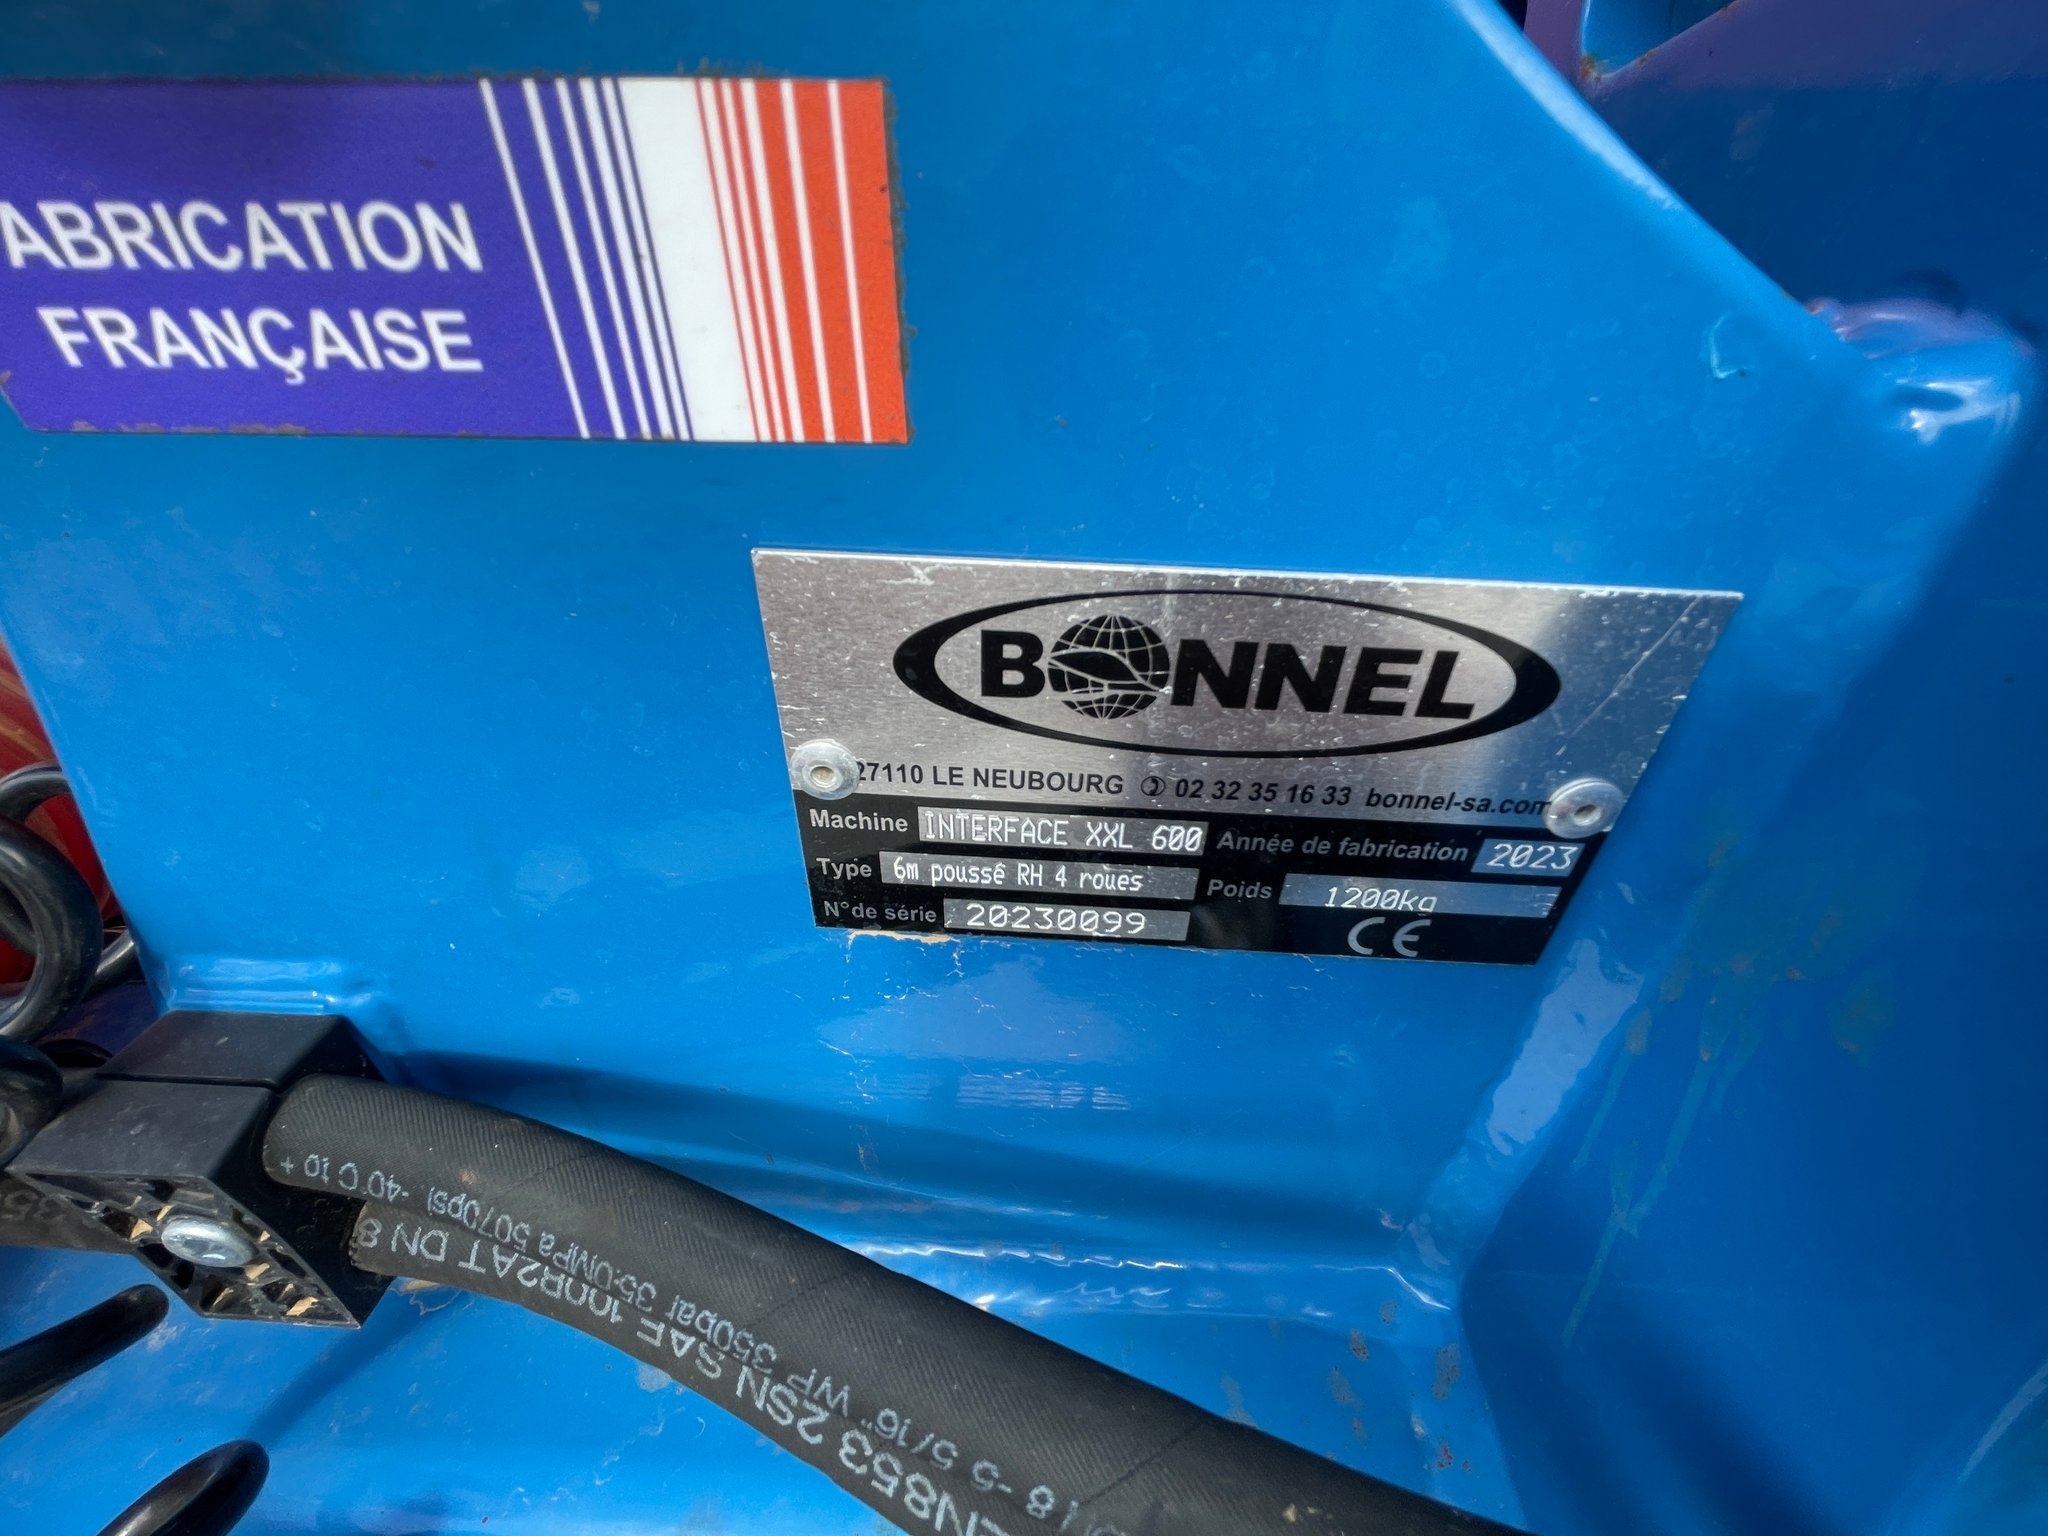 ABRICATION
FRANÇAISE
BONNEL
27110 LE NEUBOURG ✆ 02 32 35 16 33 bonnel-sa.com
Machine INTERFACE XXL 600 Année de fabrication 2023
Type 6m poussé RH 4 roues Poids 1200kg
N°de série 20230099
CE
EN853 2SN SAE 100R2AT DN 8
8 -5 5/16" WP 350bar 35.0MPa 5070psi -40°C 10 +